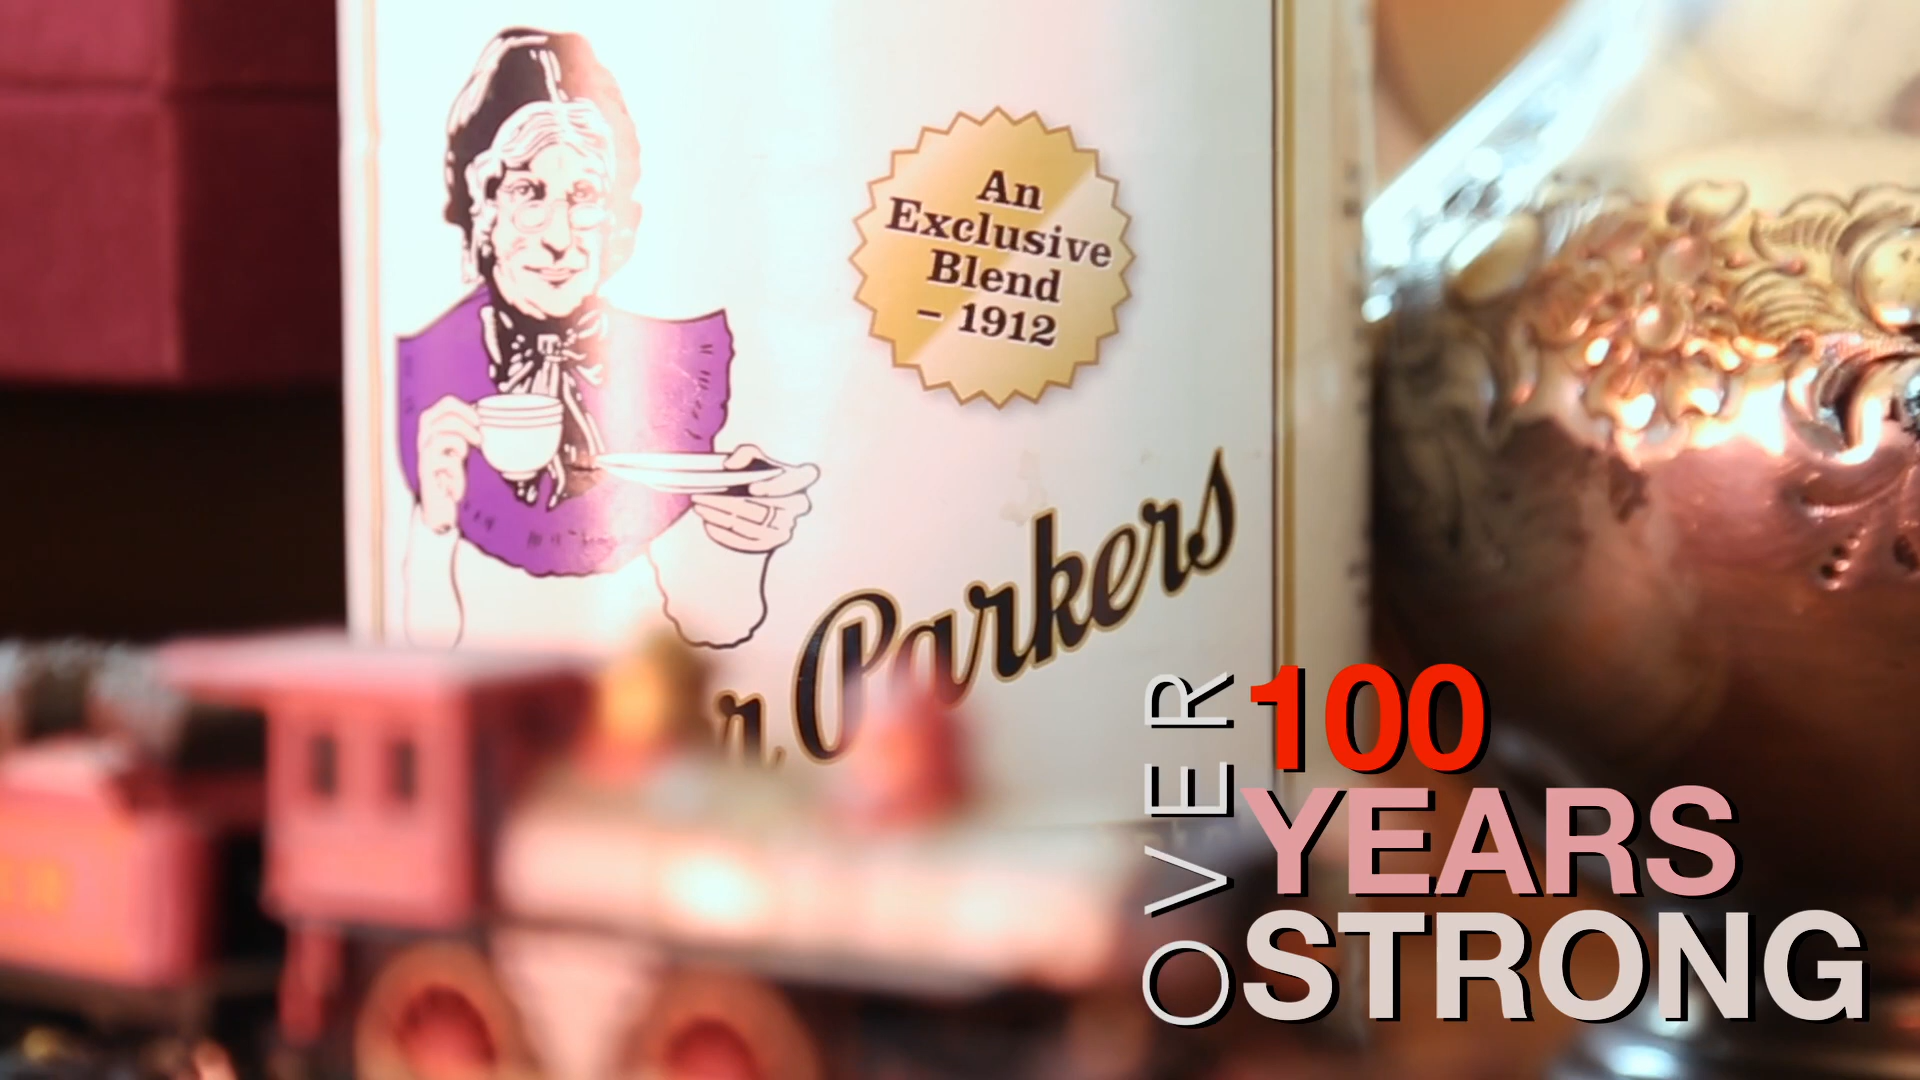 An
Exclusive
Blend
– 1912
Parkers
OVER
100
YEARS
STRONG